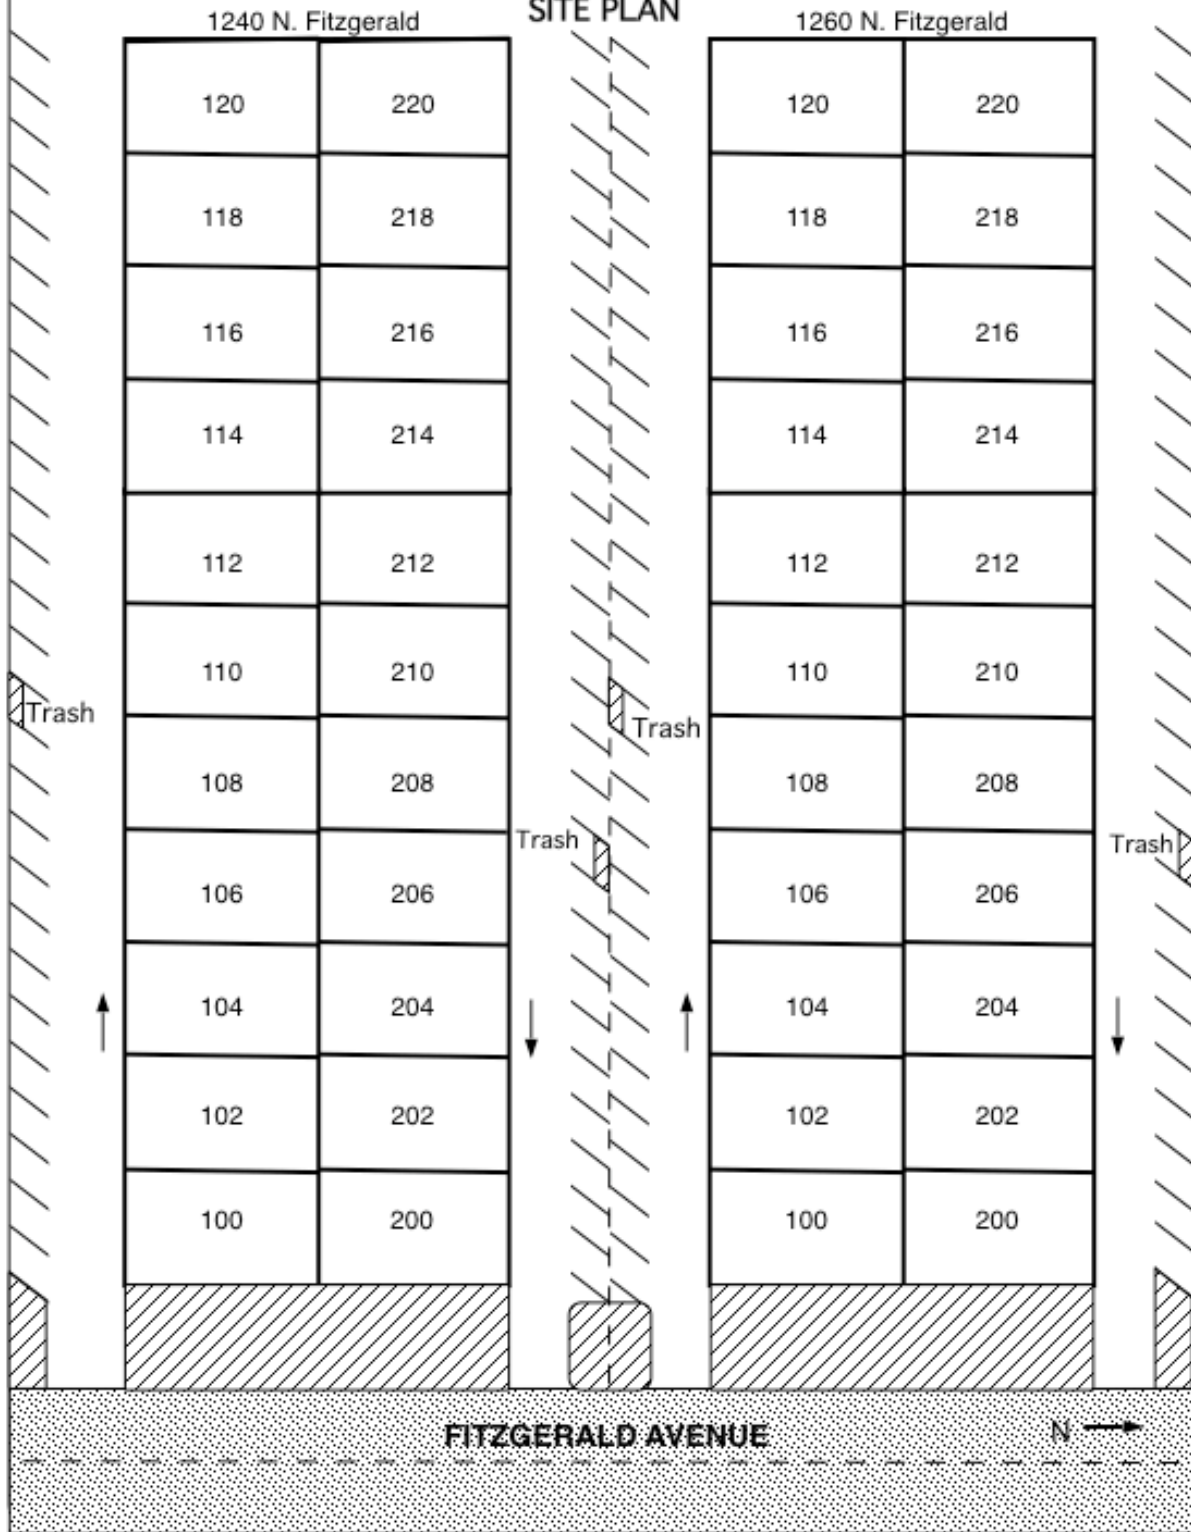 SITE PLAN
1240 N. Fitzgerald 1260 N. Fitzgerald
120 220 120 220
118 218 118 218
116 216 116 216
114 214 114 214
112 212 112 212
110 210 110 210
Trash Trash
108 208 108 208
Trash Trash
106 206 106 206
104 204 104 204
102 202 102 202
100 200 100 200
FITZGERALD AVENUE N